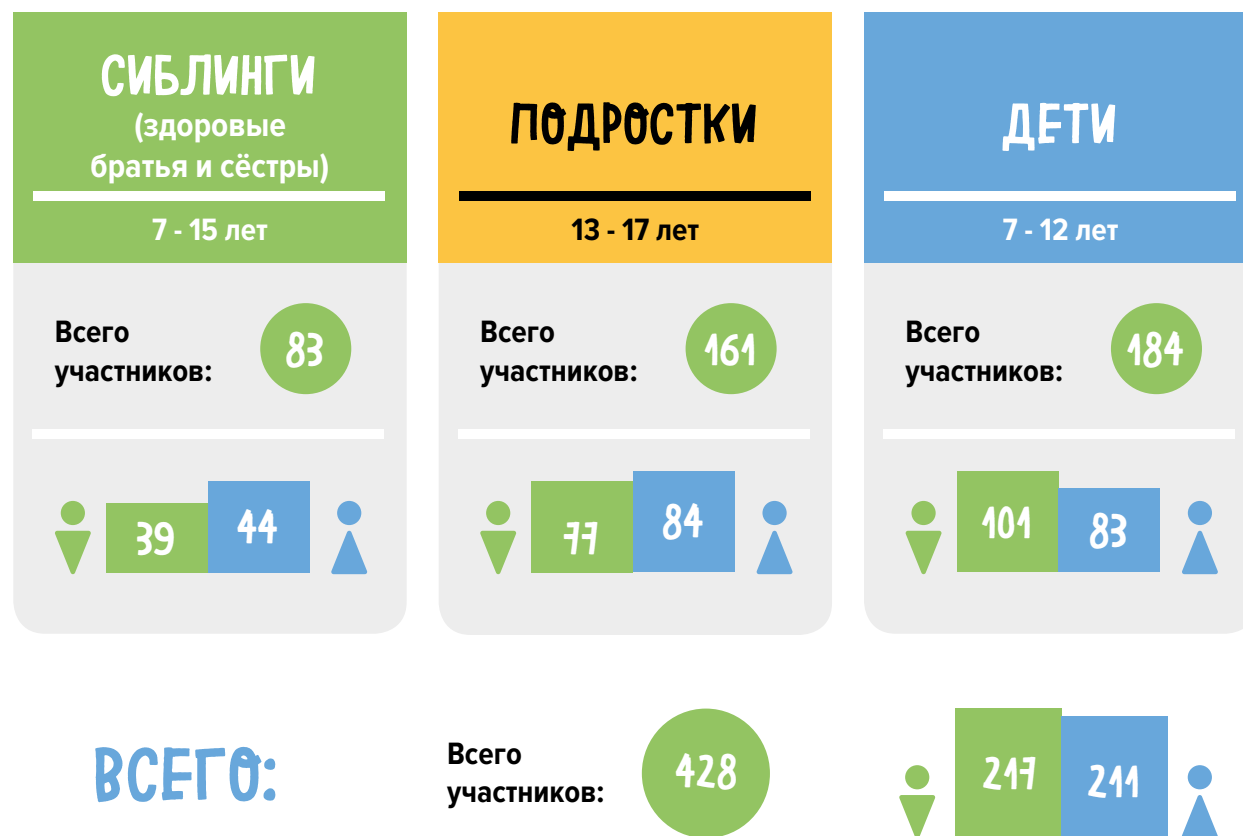 СИБЛИНГИ
(здоровые
братья и сёстры)
7 - 15 лет
Всего
участников:
83
39
44
ПОДРОСТКИ
13 - 17 лет
Всего
участников:
161
77
84
ДЕТИ
7 - 12 лет
Всего
участников:
184
101
83
ВСЕГО:
Всего
участников:
428
217
211